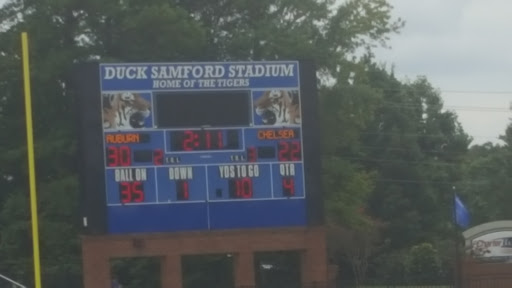 DUCK SAMFORD STADIUM
HOME OF THE TIGERS
AUBURN 2:11 CHELSEA
30 2 T.O.L T.O.L 3 22
BALL ON DOWN YDS TO GO QTR
35 1 10 4